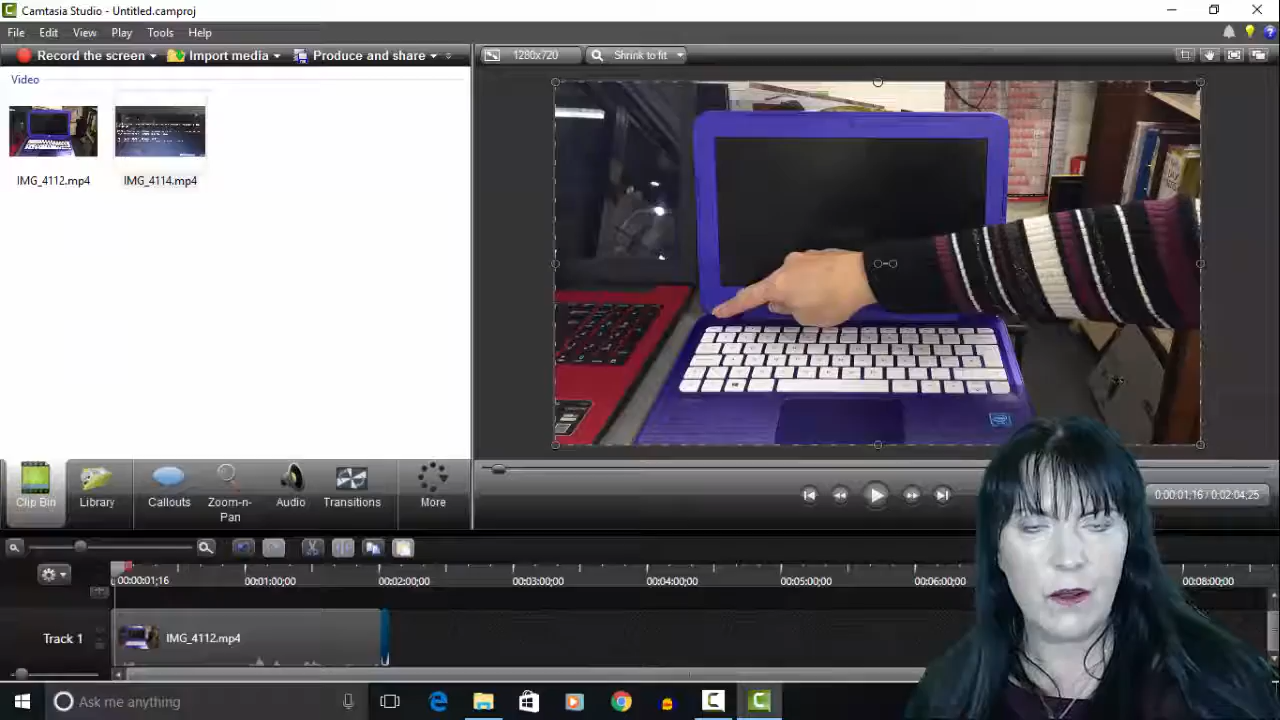 Camtasia Studio - Untitled.camproj
File Edit View Play Tools Help
Record the screen Import media Produce and share 1280x720 Shrink to fit
Video
IMG_4112.mp4 IMG_4114.mp4
Clip Bin Library Callouts Zoom-n-Pan Audio Transitions More
0:00:01;16 / 0:02:04;25
00:00:01;16 00:01:00;00 00:02:00;00 00:03:00;00 00:04:00;00 00:05:00;00 00:06:00;00 00:08:00;00
Track 1 IMG_4112.mp4
Ask me anything